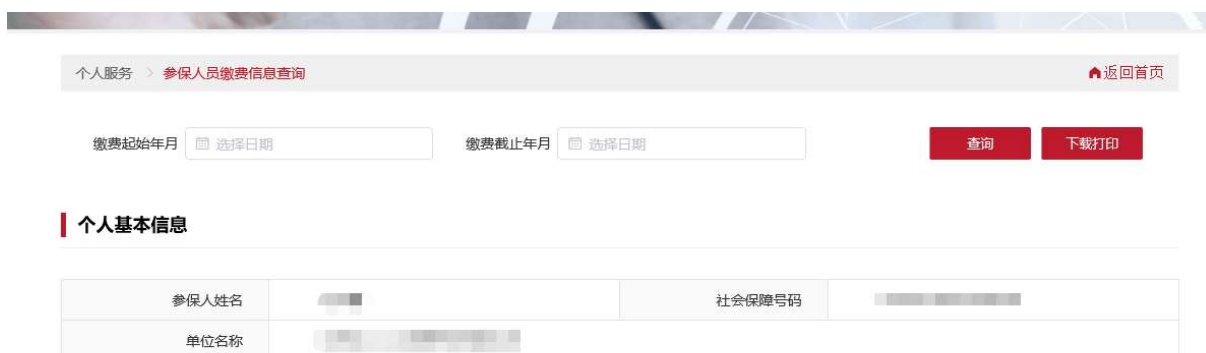 个人服务 > 参保人员缴费信息查询 返回首页
缴费起始年月 选择日期 缴费截止年月 选择日期 查询 下载打印
个人基本信息
参保人姓名 社会保障号码
单位名称